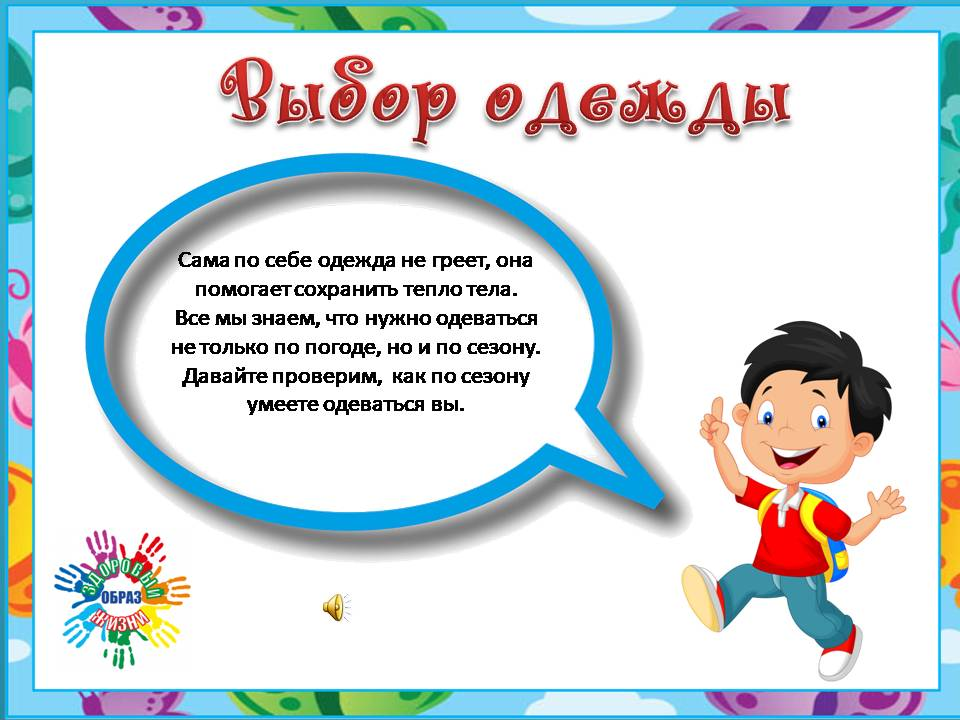 Выбор одежды
Сама по себе одежда не греет, она
помогает сохранить тепло тела.
Все мы знаем, что нужно одеваться
не только по погоде, но и по сезону.
Давайте проверим, как по сезону
умеете одеваться вы.
ЗДОРОВЫЙ
ОБРАЗ
ЖИЗНИ